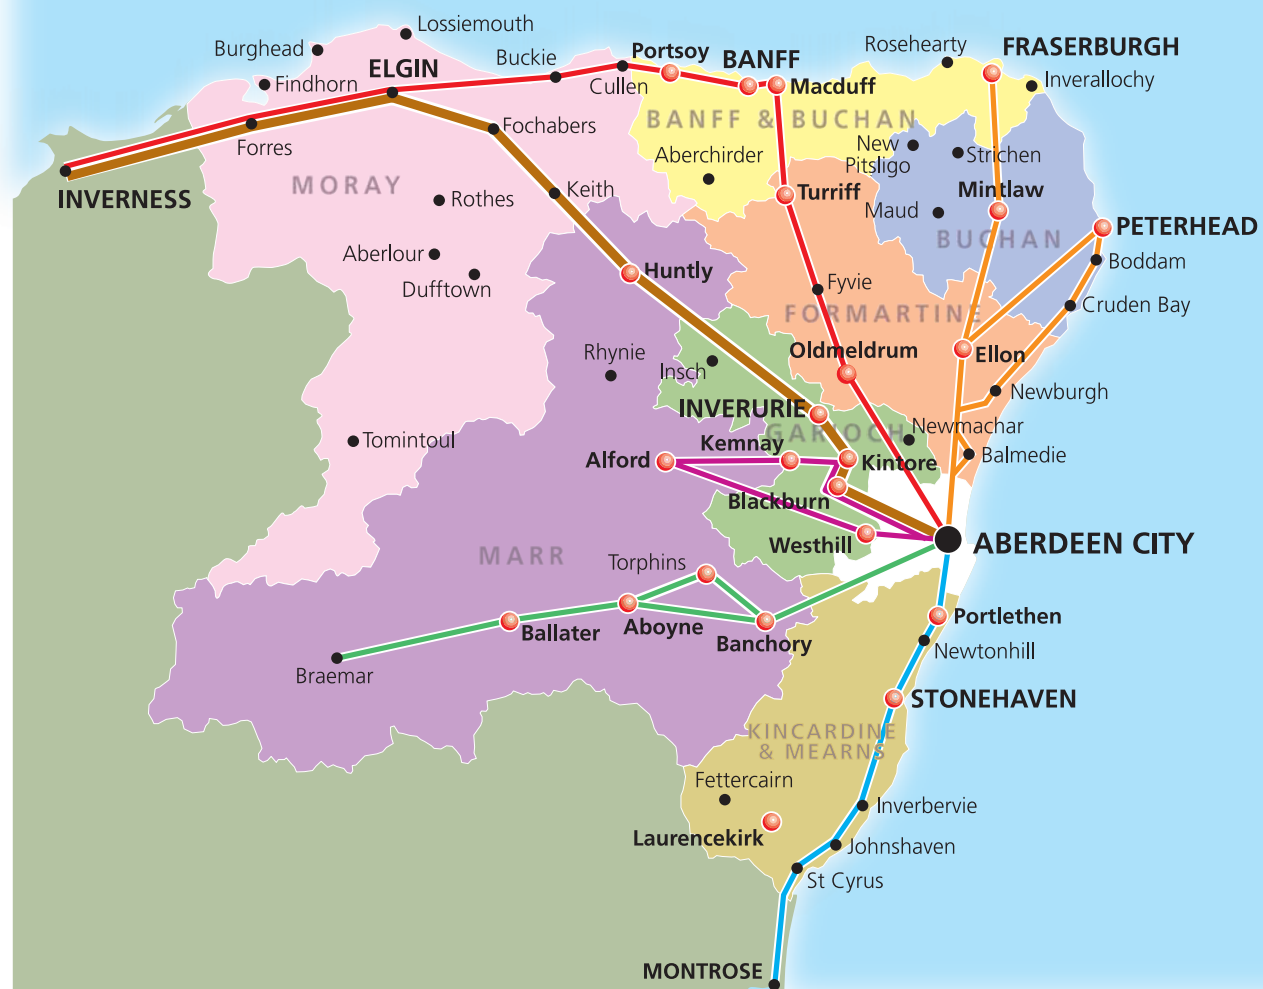 Lossiemouth
Burghead
ELGIN
Findhorn
Buckie
Cullen
Portsoy
BANFF
Macduff
Rosehearty
FRASERBURGH
Inverallochy
Forres
Fochabers
BANFF & BUCHAN
Aberchirder
New
Pitsligo
Strichen
INVERNESS
MORAY
Rothes
Keith
Turriff
Maud
Mintlaw
BUCHAN
PETERHEAD
Boddam
Aberlour
Dufftown
Huntly
Fyvie
FORMARTINE
Cruden Bay
Rhynie
Insch
Oldmeldrum
Ellon
INVERURIE
GARIOCH
Newburgh
Newmachar
Tomintoul
Alford
Kemnay
Kintore
Balmedie
Blackburn
Westhill
ABERDEEN CITY
MARR
Torphins
Ballater
Aboyne
Banchory
Braemar
Portlethen
Newtonhill
STONEHAVEN
KINCARDINE
& MEARNS
Fettercairn
Laurencekirk
Inverbervie
Johnshaven
St Cyrus
MONTROSE